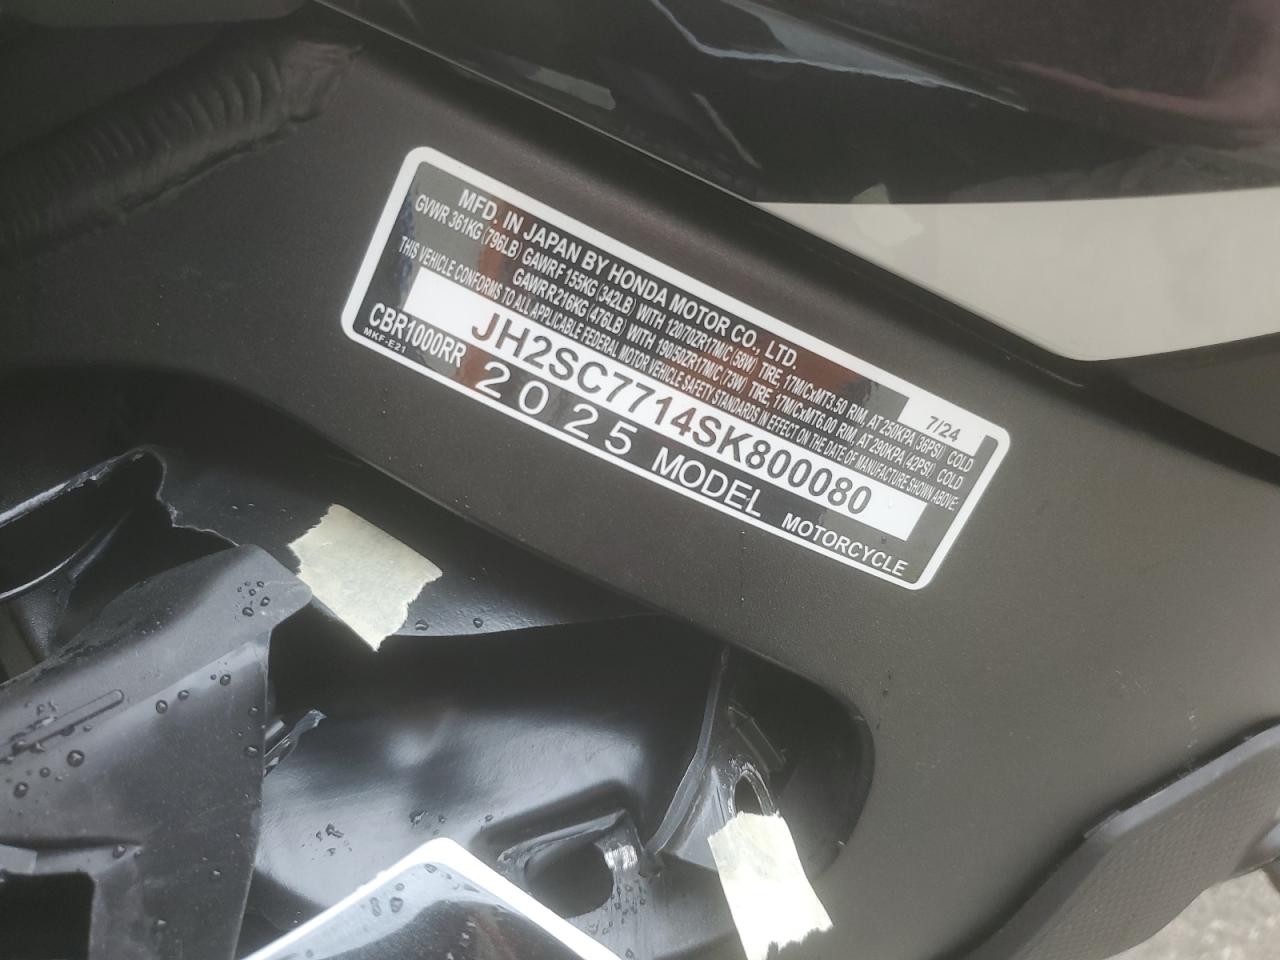 MFD. IN JAPAN BY HONDA MOTOR CO., LTD. 7/24
GVWR 361KG (796LB) GAWR F 155KG (342LB) WITH 120/70ZR17M/C (58W) TIRE, 17M/CxMT3.50 RIM, AT 250KPA (36PSI) COLD
GAWR R 216KG (476LB) WITH 190/50ZR17M/C (73W) TIRE, 17M/CxMT6.00 RIM, AT 290KPA (42PSI) COLD
THIS VEHICLE CONFORMS TO ALL APPLICABLE FEDERAL MOTOR VEHICLE SAFETY STANDARDS IN EFFECT ON THE DATE OF MANUFACTURE SHOWN ABOVE.
JH2SC7714SK800080
CBR1000RR 2025 MODEL MOTORCYCLE
MKF-E21